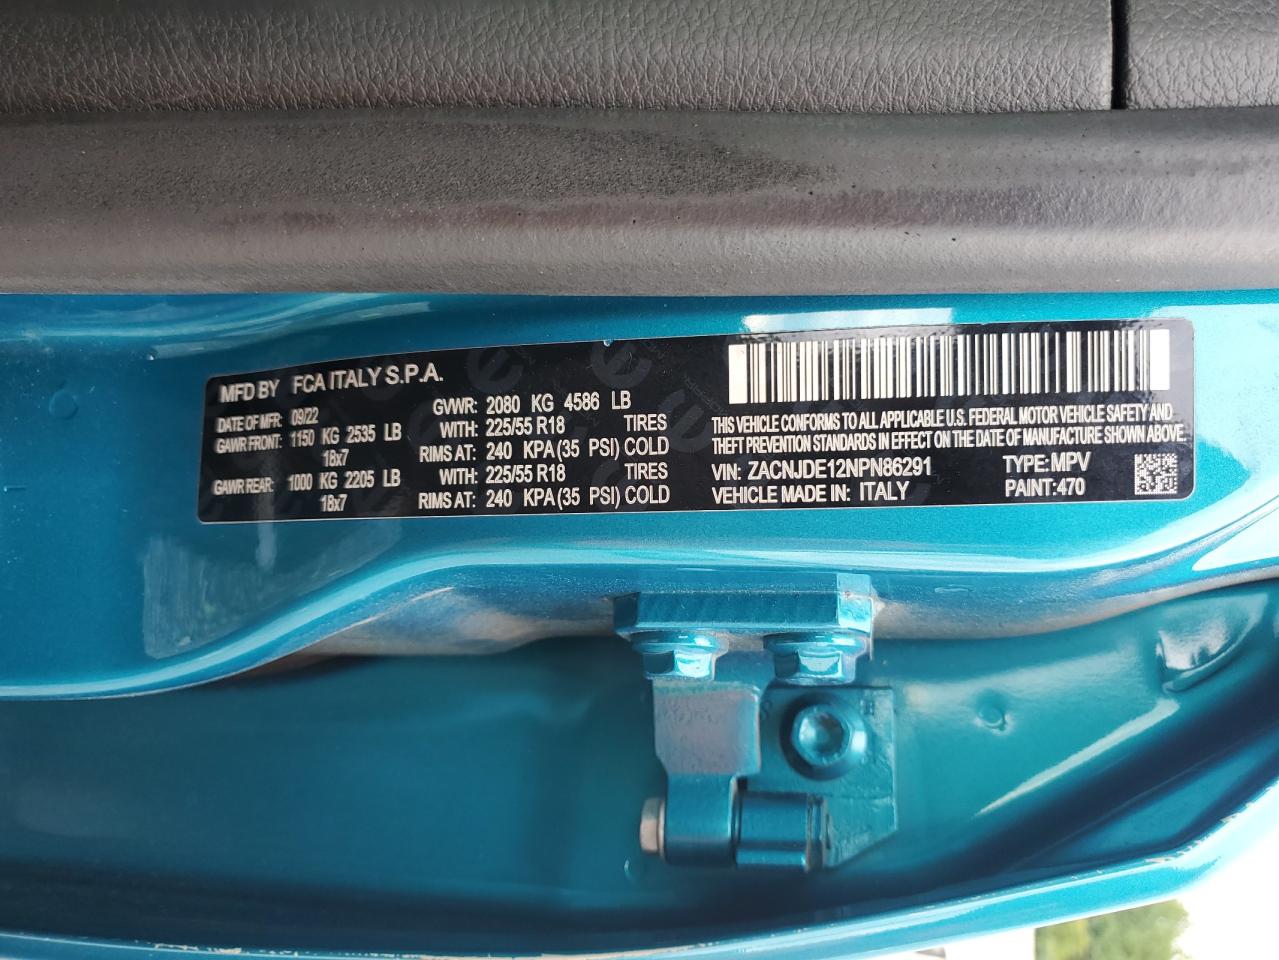 MFD BY FCA ITALY S.P.A.
DATE OF MFR: 09/22 GVWR: 2080 KG 4586 LB
GAWR FRONT: 1150 KG 2535 LB WITH: 225/55 R18 TIRES
18x7 RIMS AT: 240 KPA(35 PSI) COLD
GAWR REAR: 1000 KG 2205 LB WITH: 225/55 R18 TIRES
18x7 RIMS AT: 240 KPA(35 PSI) COLD
THIS VEHICLE CONFORMS TO ALL APPLICABLE U.S. FEDERAL MOTOR VEHICLE SAFETY AND
THEFT PREVENTION STANDARDS IN EFFECT ON THE DATE OF MANUFACTURE SHOWN ABOVE.
VIN: ZACNJDE12NPN86291 TYPE:MPV
VEHICLE MADE IN: ITALY PAINT:470